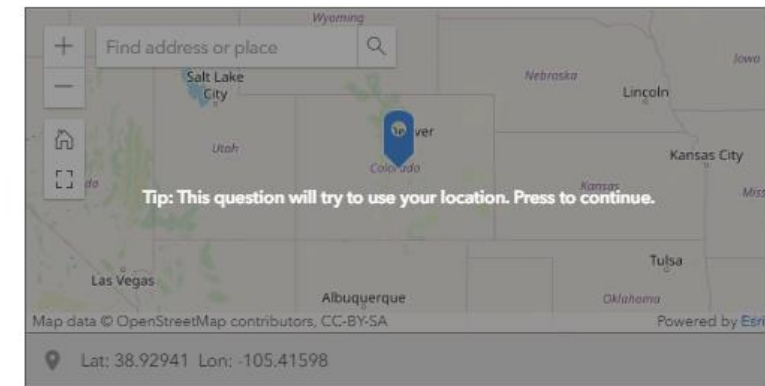 Wyoming
Find address or place
Iowa
Nebraska
Salt Lake
City
Lincoln
Utah
Colorado
Kansas City
Kansas
Tip: This question will try to use your location. Press to continue.
Las Vegas
Tulsa
Albuquerque
Oklahoma
Map data © OpenStreetMap contributors, CC-BY-SA
Powered by Esri
Lat: 38.92941 Lon: -105.41598